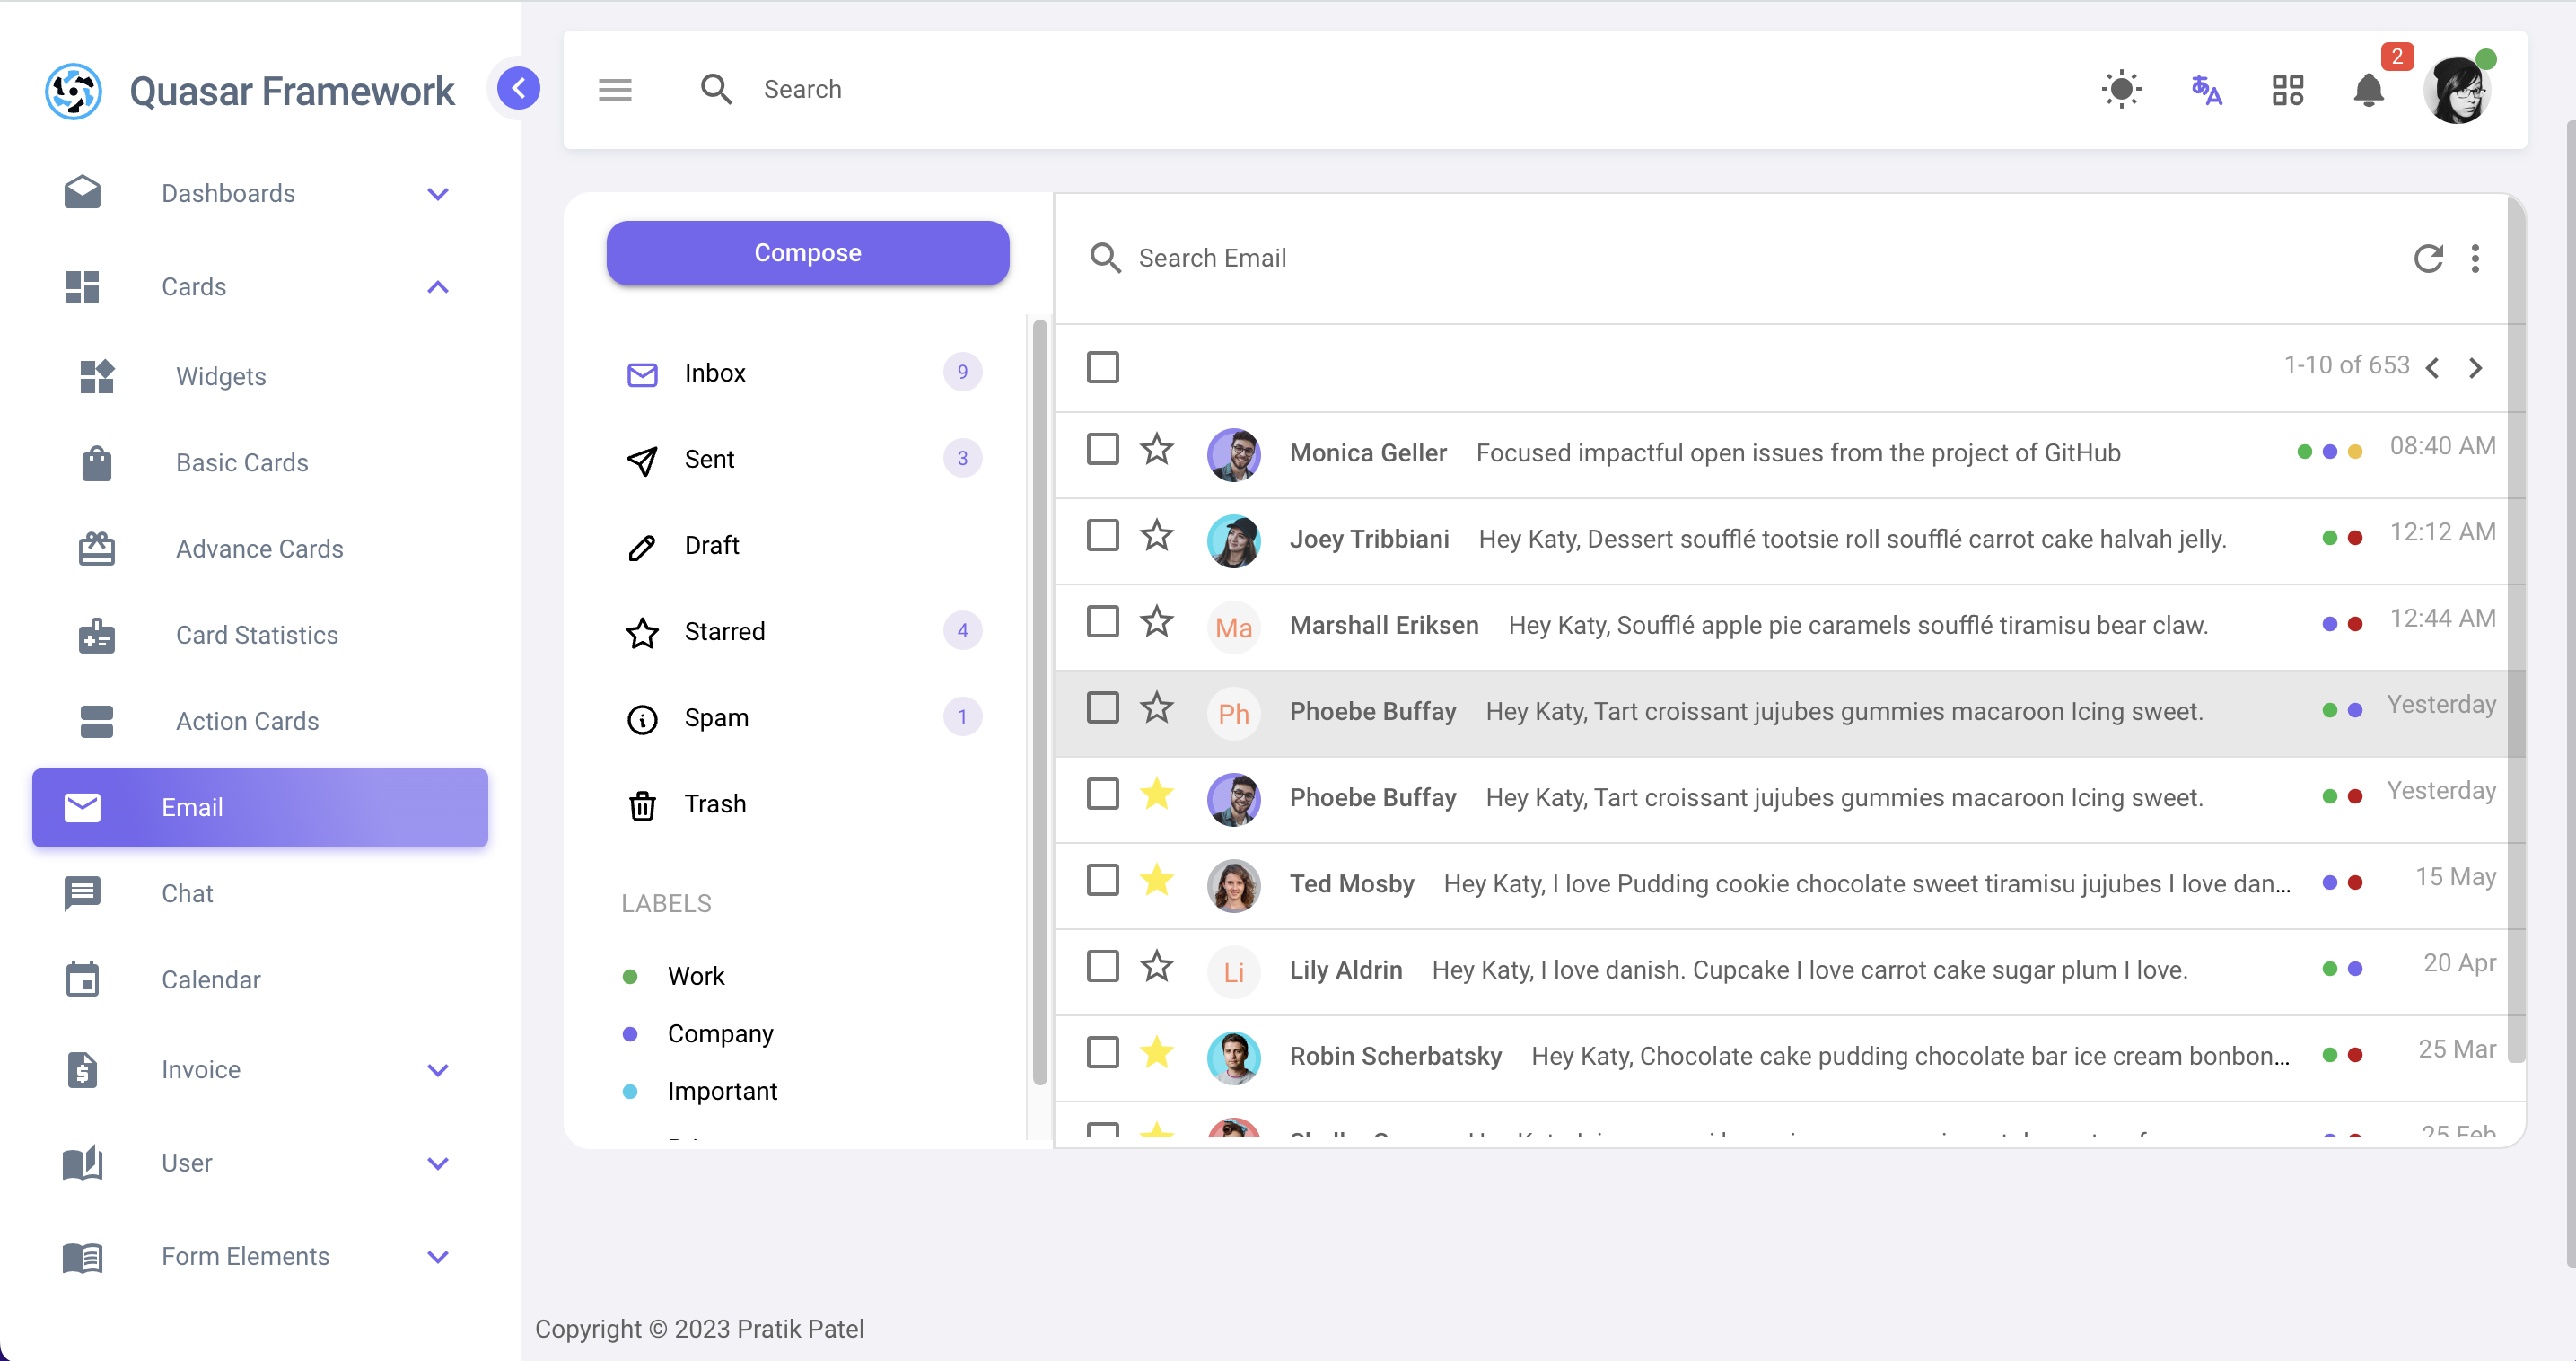 Quasar Framework
Dashboards
Cards
Widgets
Basic Cards
Advance Cards
Card Statistics
Action Cards
Email
Chat
Calendar
Invoice
User
Form Elements
Search
2
Compose
Inbox 9
Sent 3
Draft
Starred 4
Spam 1
Trash
LABELS
Work
Company
Important
Search Email
1-10 of 653
Monica Geller Focused impactful open issues from the project of GitHub 08:40 AM
Joey Tribbiani Hey Katy, Dessert soufflé tootsie roll soufflé carrot cake halvah jelly. 12:12 AM
Ma Marshall Eriksen Hey Katy, Soufflé apple pie caramels soufflé tiramisu bear claw. 12:44 AM
Ph Phoebe Buffay Hey Katy, Tart croissant jujubes gummies macaroon Icing sweet. Yesterday
Phoebe Buffay Hey Katy, Tart croissant jujubes gummies macaroon Icing sweet. Yesterday
Ted Mosby Hey Katy, I love Pudding cookie chocolate sweet tiramisu jujubes I love dan... 15 May
Li Lily Aldrin Hey Katy, I love danish. Cupcake I love carrot cake sugar plum I love. 20 Apr
Robin Scherbatsky Hey Katy, Chocolate cake pudding chocolate bar ice cream bonbon... 25 Mar
25 Feb
Copyright © 2023 Pratik Patel